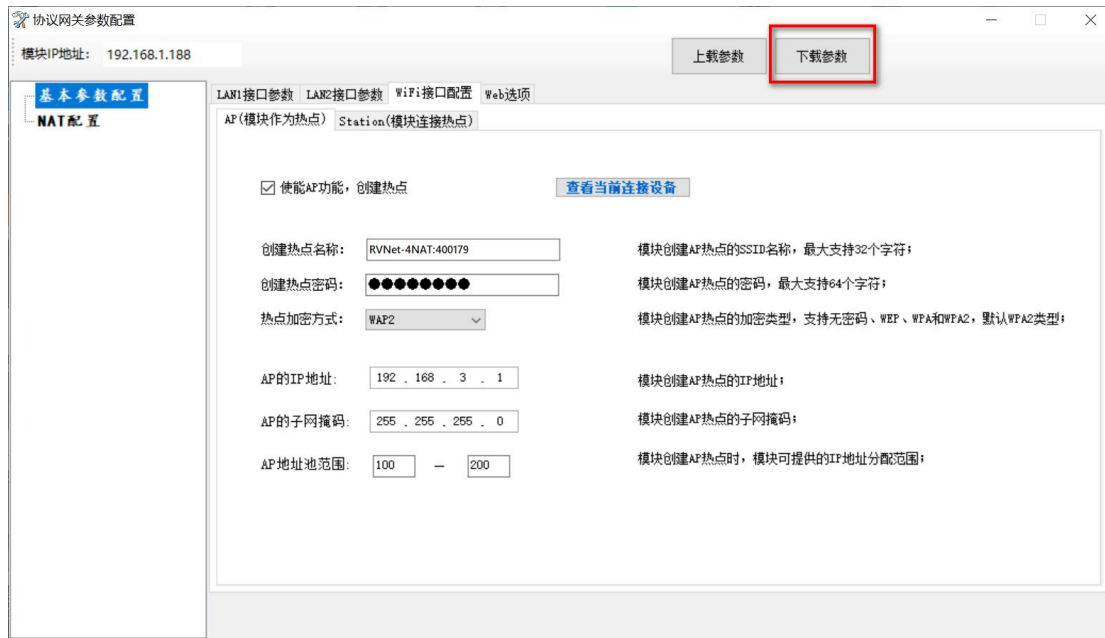 协议网关参数配置
模块IP地址: 192.168.1.188
上载参数 下载参数
基本参数配置
NAT配置
LAN1接口参数 LAN2接口参数 WiFi接口配置 Web选项
AP(模块作为热点) Station(模块连接热点)
使能AP功能，创建热点 查看当前连接设备
创建热点名称: RVNet-4NAT:400179 模块创建AP热点的SSID名称，最大支持32个字符；
创建热点密码: ●●●●●●●● 模块创建AP热点的密码，最大支持64个字符；
热点加密方式: WAP2 模块创建AP热点的加密类型，支持无密码、WEP、WPA和WPA2，默认WPA2类型；
AP的IP地址: 192 . 168 . 3 . 1 模块创建AP热点的IP地址；
AP的子网掩码: 255 . 255 . 255 . 0 模块创建AP热点的子网掩码；
AP地址池范围: 100 — 200 模块创建AP热点时，模块可提供的IP地址分配范围；